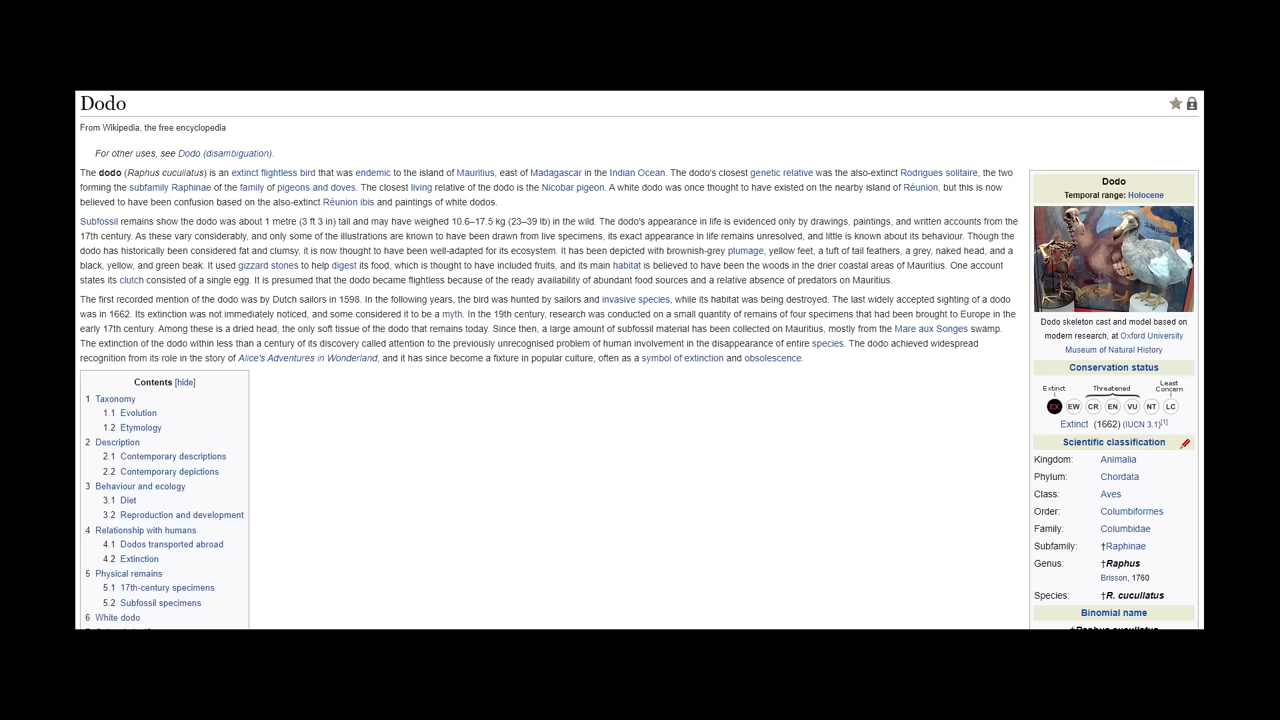 Dodo
From Wikipedia, the free encyclopedia
For other uses, see Dodo (disambiguation).
The dodo (Raphus cucullatus) is an extinct flightless bird that was endemic to the island of Mauritius, east of Madagascar in the Indian Ocean. The dodo's closest genetic relative was the also-extinct Rodrigues solitaire, the two
forming the subfamily Raphinae of the family of pigeons and doves. The closest living relative of the dodo is the Nicobar pigeon. A white dodo was once thought to have existed on the nearby island of Réunion, but this is now
believed to have been confusion based on the also-extinct Réunion ibis and paintings of white dodos.
Subfossil remains show the dodo was about 1 metre (3 ft 3 in) tall and may have weighed 10.6–17.5 kg (23–39 lb) in the wild. The dodo's appearance in life is evidenced only by drawings, paintings, and written accounts from the
17th century. As these vary considerably, and only some of the illustrations are known to have been drawn from live specimens, its exact appearance in life remains unresolved, and little is known about its behaviour. Though the
dodo has historically been considered fat and clumsy, it is now thought to have been well-adapted for its ecosystem. It has been depicted with brownish-grey plumage, yellow feet, a tuft of tail feathers, a grey, naked head, and a
black, yellow, and green beak. It used gizzard stones to help digest its food, which is thought to have included fruits, and its main habitat is believed to have been the woods in the drier coastal areas of Mauritius. One account
states its clutch consisted of a single egg. It is presumed that the dodo became flightless because of the ready availability of abundant food sources and a relative absence of predators on Mauritius.
The first recorded mention of the dodo was by Dutch sailors in 1598. In the following years, the bird was hunted by sailors and invasive species, while its habitat was being destroyed. The last widely accepted sighting of a dodo
was in 1662. Its extinction was not immediately noticed, and some considered it to be a myth. In the 19th century, research was conducted on a small quantity of remains of four specimens that had been brought to Europe in the
early 17th century. Among these is a dried head, the only soft tissue of the dodo that remains today. Since then, a large amount of subfossil material has been collected on Mauritius, mostly from the Mare aux Songes swamp.
The extinction of the dodo within less than a century of its discovery called attention to the previously unrecognised problem of human involvement in the disappearance of entire species. The dodo achieved widespread
recognition from its role in the story of Alice's Adventures in Wonderland, and it has since become a fixture in popular culture, often as a symbol of extinction and obsolescence.
Contents [hide]
1 Taxonomy
1.1 Evolution
1.2 Etymology
2 Description
2.1 Contemporary descriptions
2.2 Contemporary depictions
3 Behaviour and ecology
3.1 Diet
3.2 Reproduction and development
4 Relationship with humans
4.1 Dodos transported abroad
4.2 Extinction
5 Physical remains
5.1 17th-century specimens
5.2 Subfossil specimens
6 White dodo
Dodo
Temporal range: Holocene
Dodo skeleton cast and model based on
modern research, at Oxford University
Museum of Natural History
Conservation status
Extinct Threatened Least Concern
EX EW CR EN VU NT LC
Extinct (1662) (IUCN 3.1)[1]
Scientific classification
Kingdom: Animalia
Phylum: Chordata
Class: Aves
Order: Columbiformes
Family: Columbidae
Subfamily: †Raphinae
Genus: †Raphus
Brisson, 1760
Species: †R. cucullatus
Binomial name
†Raphus cucullatus